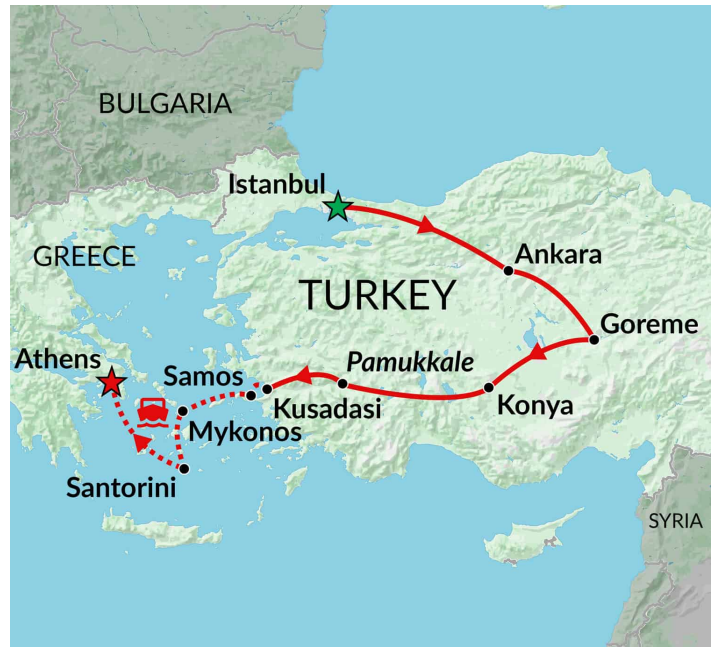 BULGARIA
Istanbul
GREECE
Ankara
TURKEY
Goreme
Athens
Samos
Pamukkale
Kusadasi
Konya
Mykonos
Santorini
SYRIA